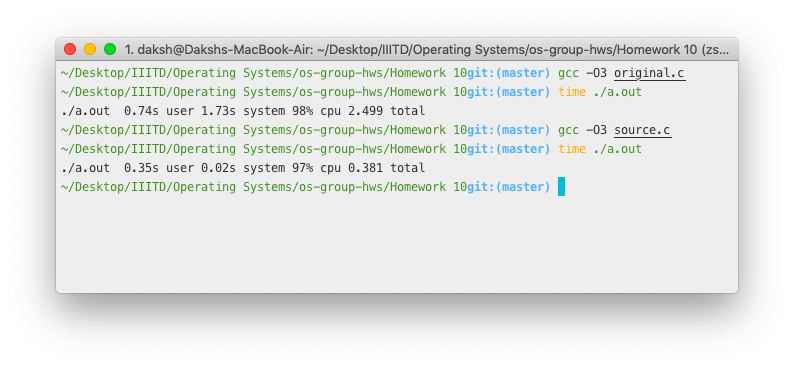 1. daksh@Dakshs-MacBook-Air: ~/Desktop/IIITD/Operating Systems/os-group-hws/Homework 10 (zs...
~/Desktop/IIITD/Operating Systems/os-group-hws/Homework 10git:(master) gcc -O3 original.c
~/Desktop/IIITD/Operating Systems/os-group-hws/Homework 10git:(master) time ./a.out
./a.out  0.74s user 1.73s system 98% cpu 2.499 total
~/Desktop/IIITD/Operating Systems/os-group-hws/Homework 10git:(master) gcc -O3 source.c
~/Desktop/IIITD/Operating Systems/os-group-hws/Homework 10git:(master) time ./a.out
./a.out  0.35s user 0.02s system 97% cpu 0.381 total
~/Desktop/IIITD/Operating Systems/os-group-hws/Homework 10git:(master)